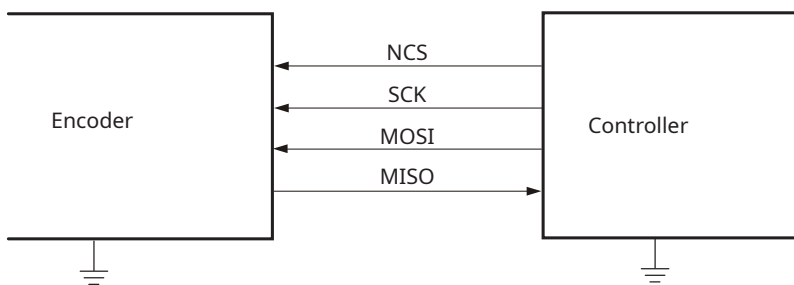 NCS
SCK
Encoder
Controller
MOSI
MISO